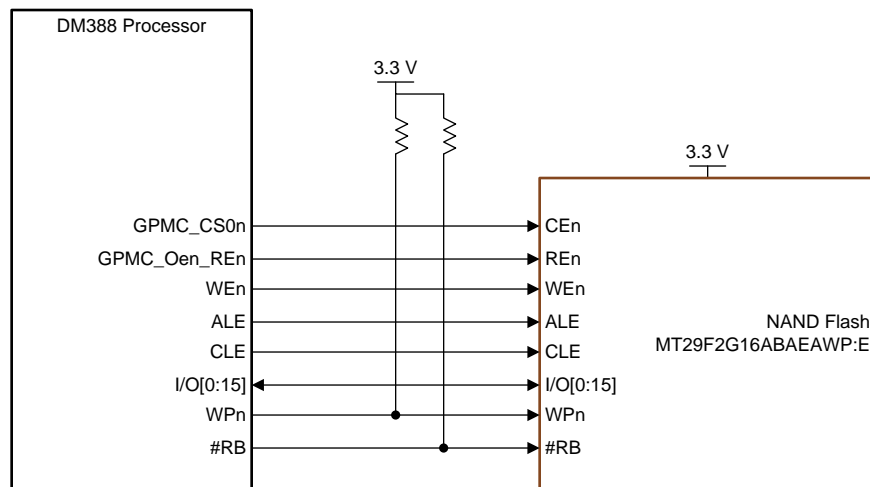 DM388 Processor
3.3 V
3.3 V
GPMC_CS0n
CEn
GPMC_Oen_REn
REn
WEn
WEn
ALE
ALE
NAND Flash
MT29F2G16ABAEAWP:E
CLE
CLE
I/O[0:15]
I/O[0:15]
WPn
WPn
#RB
#RB